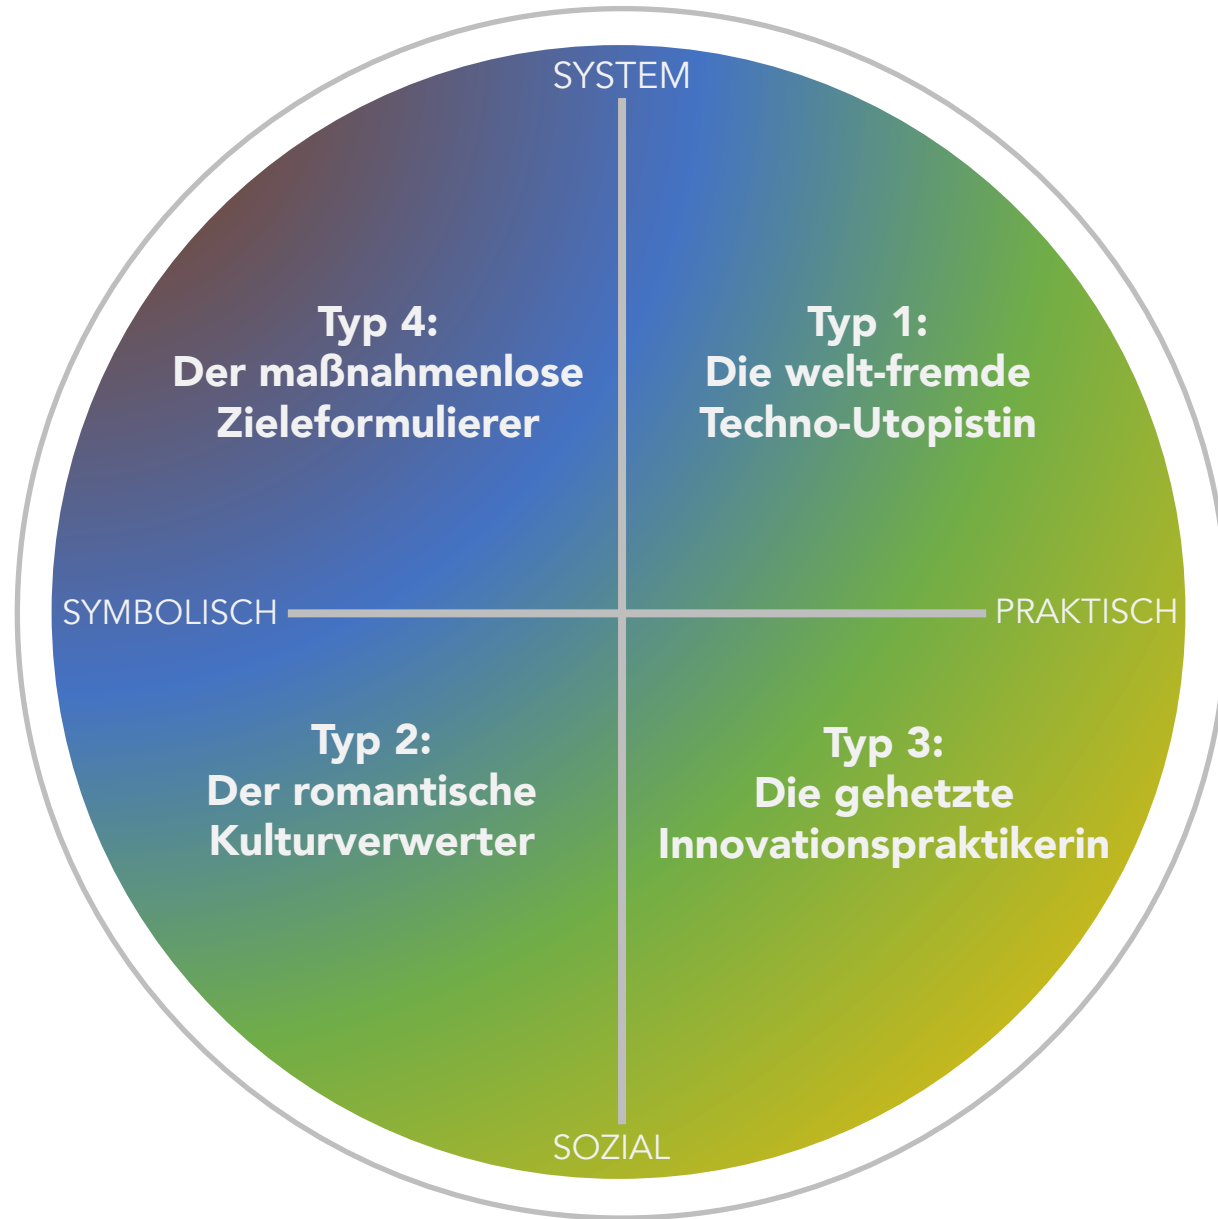 SYSTEM
Typ 4:
Der maßnahmenlose
Zieleformulierer
Typ 1:
Die welt-fremde
Techno-Utopistin
SYMBOLISCH
PRAKTISCH
Typ 2:
Der romantische
Kulturverwerter
Typ 3:
Die gehetzte
Innovationspraktikerin
SOZIAL